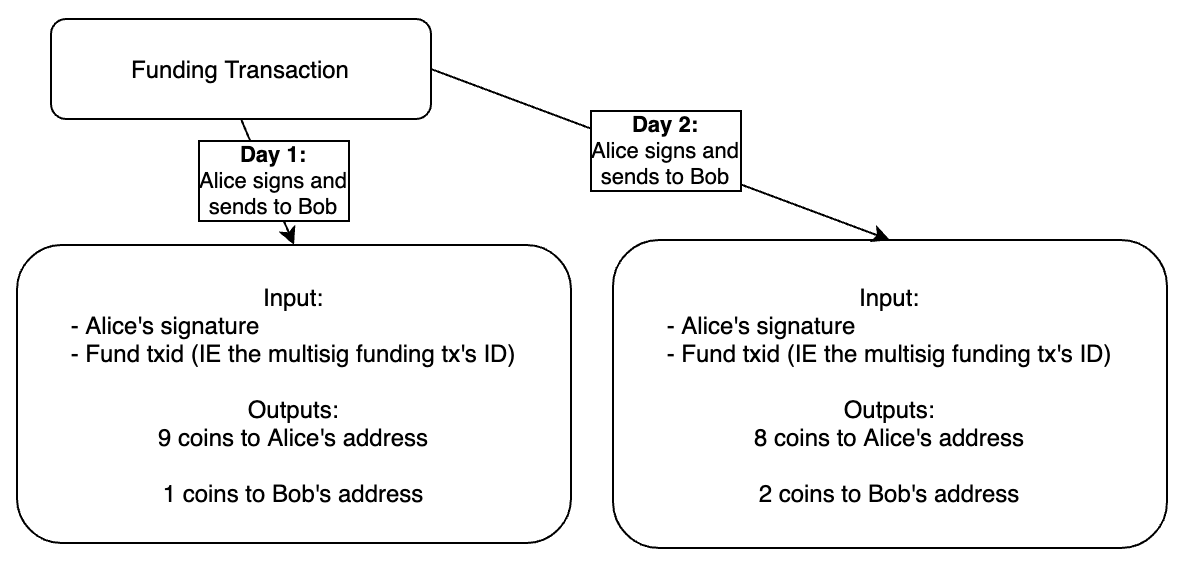 Funding Transaction
Day 1:
Alice signs and
sends to Bob
Day 2:
Alice signs and
sends to Bob
Input:
- Alice's signature
- Fund txid (IE the multisig funding tx's ID)
Outputs:
9 coins to Alice's address
1 coins to Bob's address
Input:
- Alice's signature
- Fund txid (IE the multisig funding tx's ID)
Outputs:
8 coins to Alice's address
2 coins to Bob's address